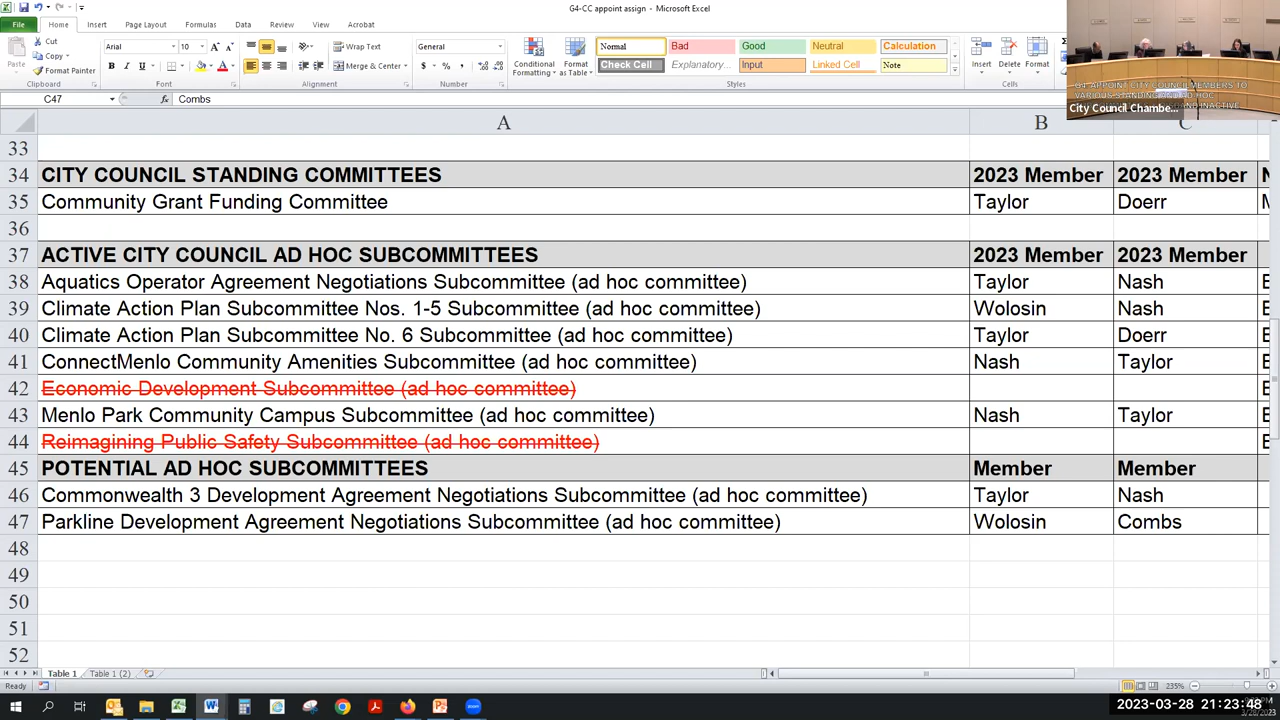 G4-CC appoint assign - Microsoft Excel
File Home Insert Page Layout Formulas Data Review View Acrobat
Paste Cut Copy Format Painter
Clipboard
Arial 10
Font
Wrap Text
Merge & Center
Alignment
General
Number
Conditional Formatting Format as Table
Normal Bad Good Neutral Calculation
Check Cell Explanatory... Input Linked Cell Note
Styles
Insert Delete Format
Cells
G4-APPOINT CITY COUNCILMEMBERS TO
VARIOUS STANDING
City Council Chambe...
C47 fx Combs
A B C
33
34 CITY COUNCIL STANDING COMMITTEES 2023 Member 2023 Member
35 Community Grant Funding Committee Taylor Doerr
36
37 ACTIVE CITY COUNCIL AD HOC SUBCOMMITTEES 2023 Member 2023 Member
38 Aquatics Operator Agreement Negotiations Subcommittee (ad hoc committee) Taylor Nash
39 Climate Action Plan Subcommittee Nos. 1-5 Subcommittee (ad hoc committee) Wolosin Nash
40 Climate Action Plan Subcommittee No. 6 Subcommittee (ad hoc committee) Taylor Doerr
41 ConnectMenlo Community Amenities Subcommittee (ad hoc committee) Nash Taylor
42 Economic Development Subcommittee (ad hoc committee)
43 Menlo Park Community Campus Subcommittee (ad hoc committee) Nash Taylor
44 Reimagining Public Safety Subcommittee (ad hoc committee)
45 POTENTIAL AD HOC SUBCOMMITTEES Member Member
46 Commonwealth 3 Development Agreement Negotiations Subcommittee (ad hoc committee) Taylor Nash
47 Parkline Development Agreement Negotiations Subcommittee (ad hoc committee) Wolosin Combs
48
49
50
51
52
Table 1 Table 1 (2)
Ready 235%
2023-03-28 21:23:48